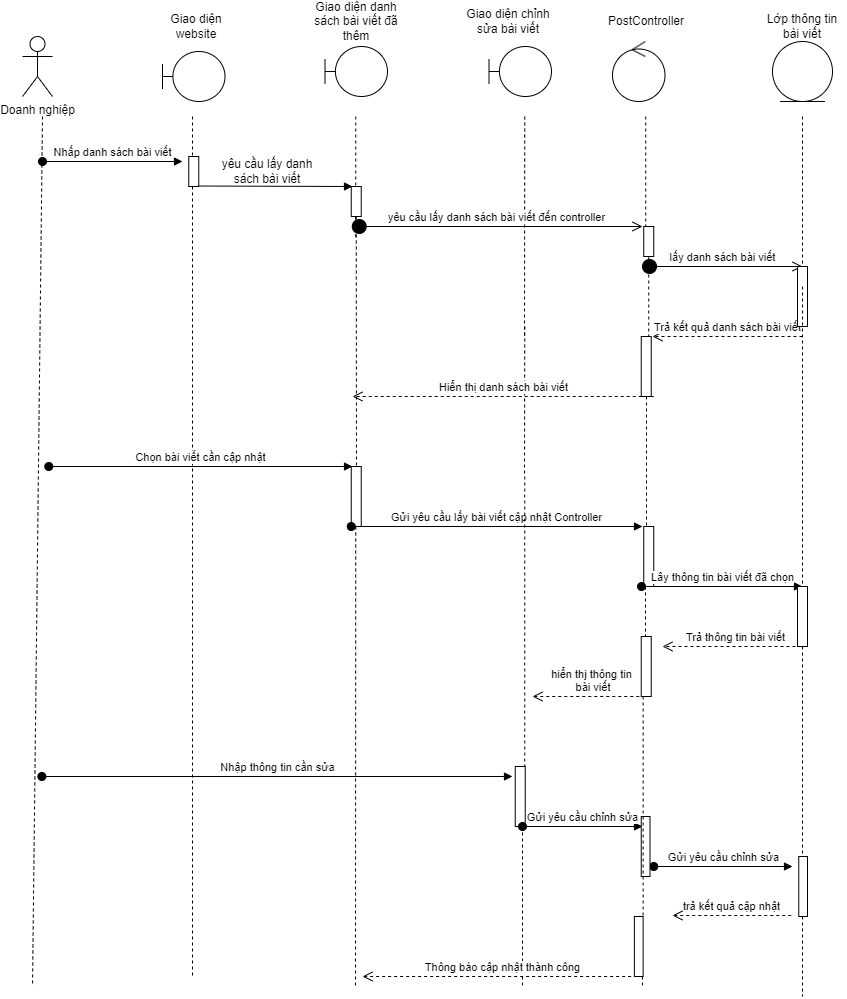 Giao diện
website
Giao diện danh
sách bài viết đã
thêm
Giao diện chỉnh
sửa bài viết
PostController
Lớp thông tin
bài viết
Doanh nghiệp
Nhấp danh sách bài viết
yêu cầu lấy danh
sách bài viết
yêu cầu lấy danh sách bài viết đến controller
lấy danh sách bài viết
Trả kết quả danh sách bài viết
Hiển thị danh sách bài viết
Chọn bài viết cần cập nhật
Gửi yêu cầu lấy bài viết cập nhật Controller
Lây thông tin bài viết đã chọn
Trả thông tin bài viết
hiển thị thông tin
bài viết
Nhập thông tin cần sửa
Gửi yêu cầu chỉnh sửa
Gửi yêu cầu chỉnh sửa
trả kết quả cập nhật
Thông báo cập nhật thành công